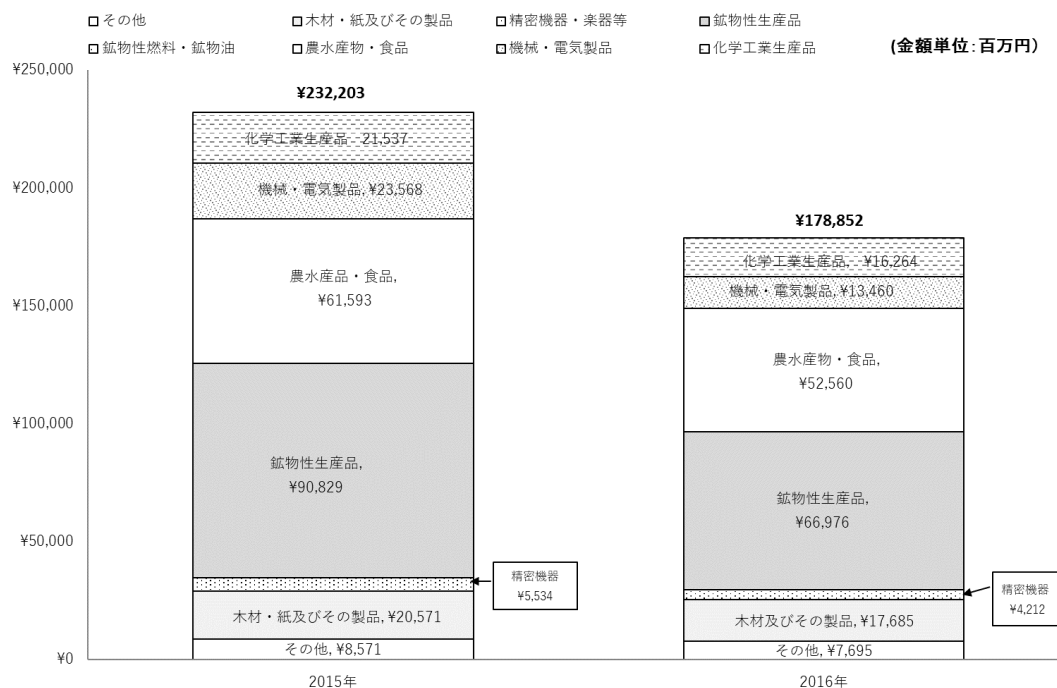 その他 木材・紙及びその製品 精密機器・楽器等 鉱物性生産品
鉱物性燃料・鉱物油 農水産物・食品 機械・電気製品 化学工業生産品
(金額単位:百万円)
¥250,000
¥200,000
¥150,000
¥100,000
¥50,000
¥0
¥232,203
化学工業生産品 21,537
機械・電気製品, ¥23,568
農水産品・食品,
¥61,593
鉱物性生産品,
¥90,829
精密機器
¥5,534
木材・紙及びその製品, ¥20,571
その他, ¥8,571
2015年
¥178,852
化学工業生産品, ¥16,264
機械・電気製品, ¥13,460
農水産物・食品,
¥52,560
鉱物性生産品,
¥66,976
精密機器
¥4,212
木材及びその製品, ¥17,685
その他, ¥7,695
2016年